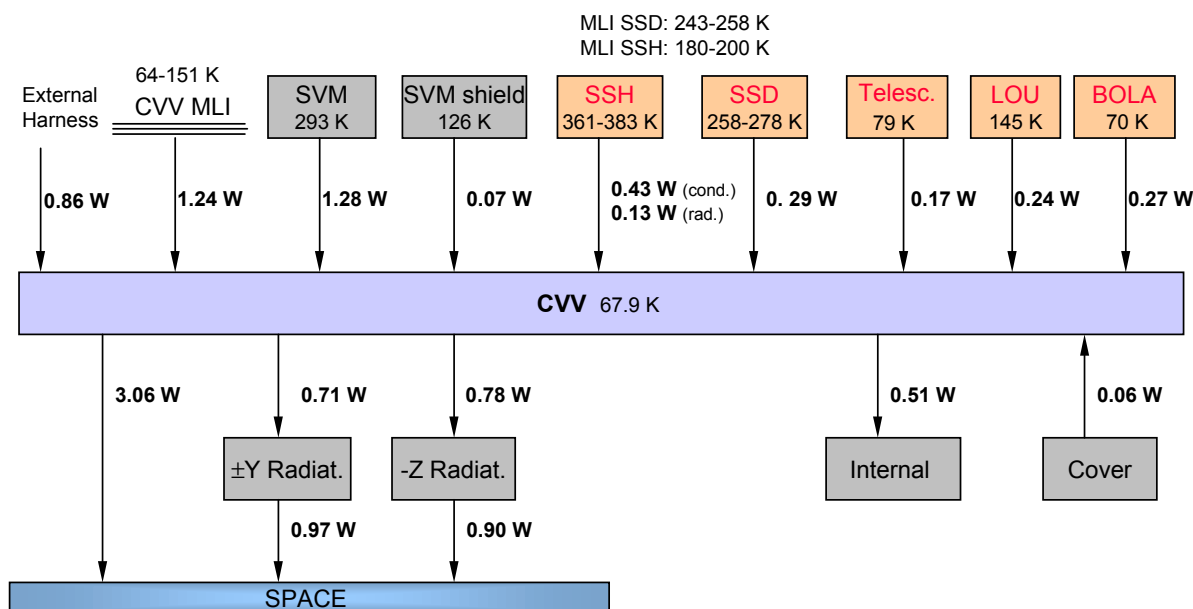 MLI SSD: 243-258 K
MLI SSH: 180-200 K
External
Harness
64-151 K
CVV MLI
SVM
293 K
SVM shield
126 K
SSH
361-383 K
SSD
258-278 K
Telesc.
79 K
LOU
145 K
BOLA
70 K
0.86 W
1.24 W
1.28 W
0.07 W
0.43 W (cond.)
0.13 W (rad.)
0. 29 W
0.17 W
0.24 W
0.27 W
CVV 67.9 K
3.06 W
0.71 W
0.78 W
0.51 W
0.06 W
±Y Radiat.
-Z Radiat.
Internal
Cover
0.97 W
0.90 W
SPACE